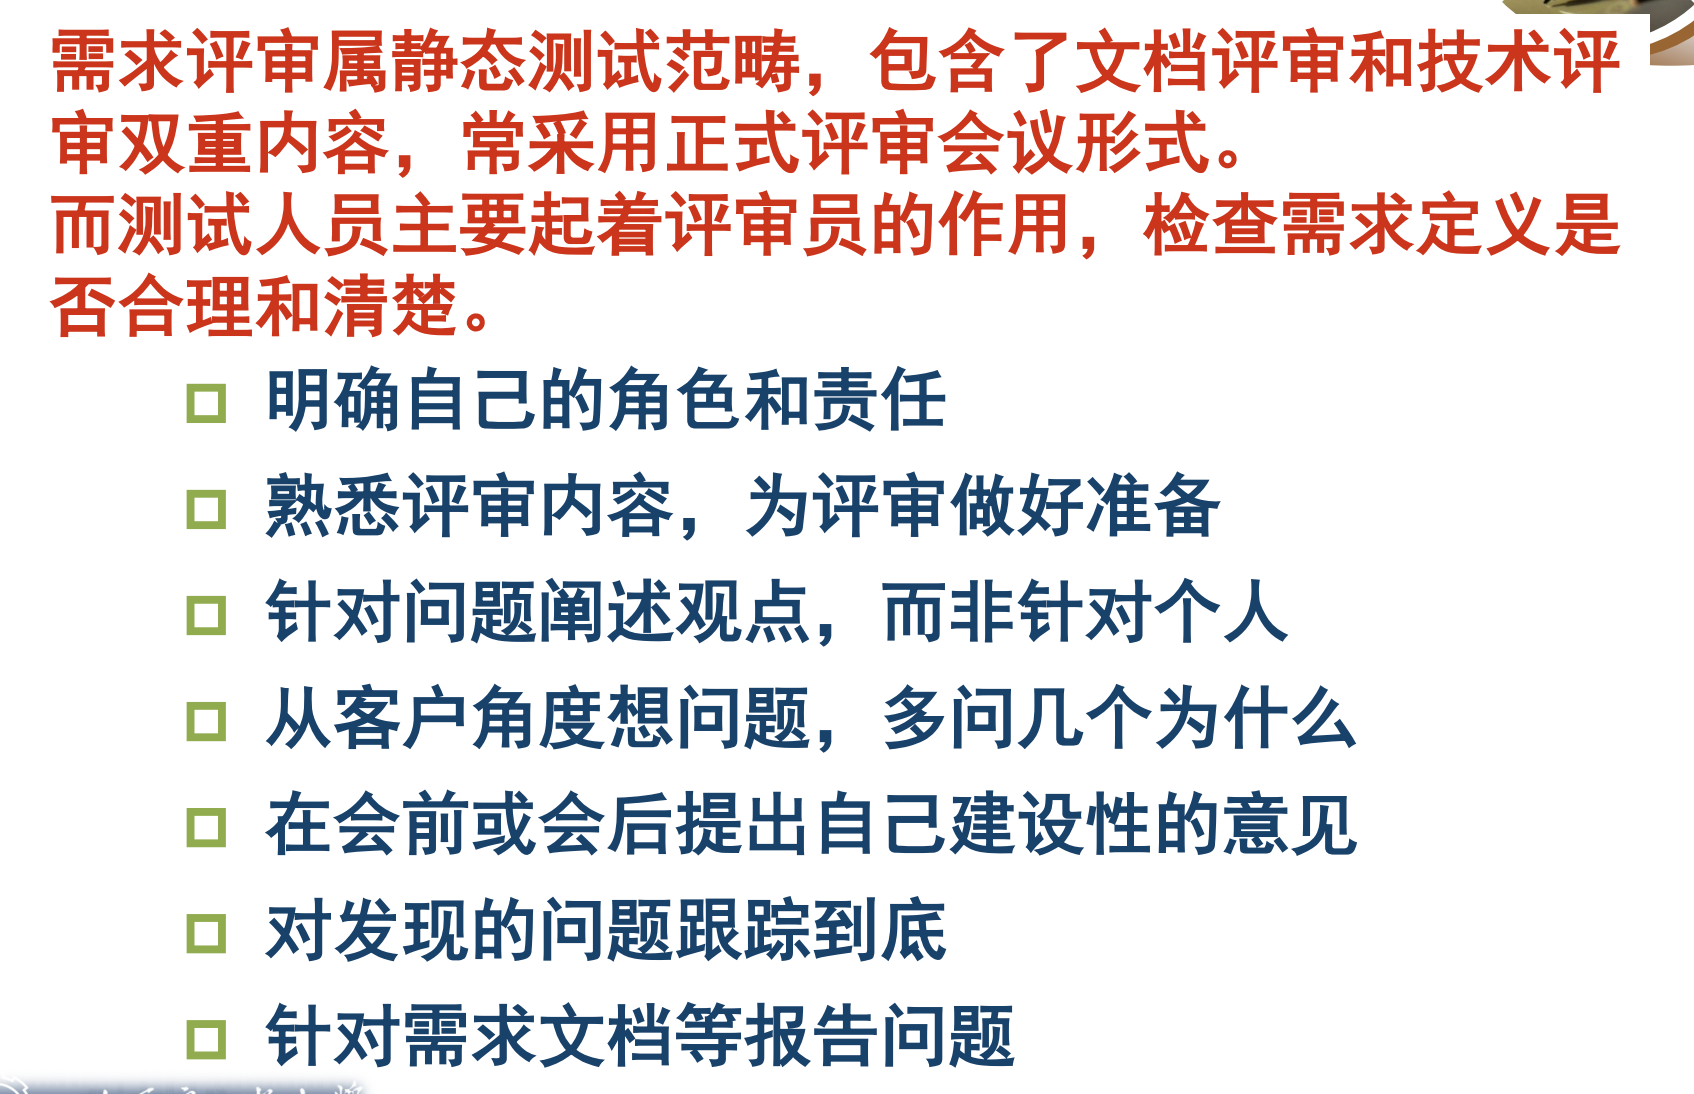 需求评审属静态测试范畴，包含了文档评审和技术评
审双重内容，常采用正式评审会议形式。
而测试人员主要起着评审员的作用，检查需求定义是
否合理和清楚。
明确自己的角色和责任
熟悉评审内容，为评审做好准备
针对问题阐述观点，而非针对个人
从客户角度想问题，多问几个为什么
在会前或会后提出自己建设性的意见
对发现的问题跟踪到底
针对需求文档等报告问题